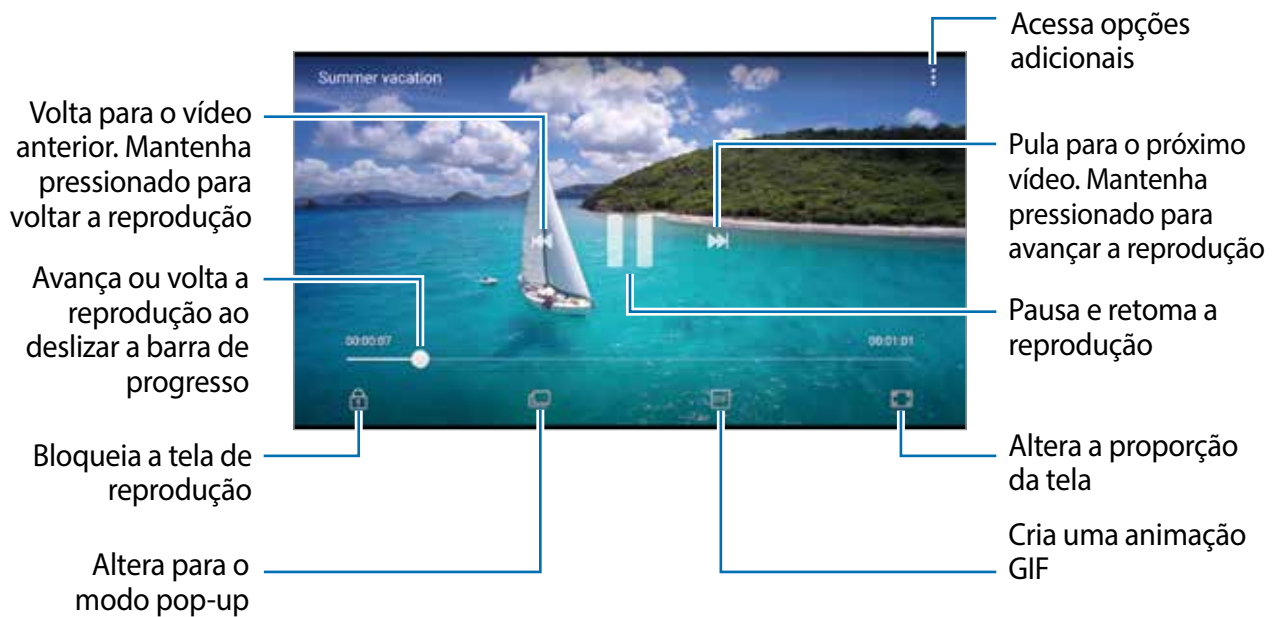 Acessa opções
adicionais
Summer vacation
Volta para o vídeo
anterior. Mantenha
pressionado para
voltar a reprodução
Pula para o próximo
vídeo. Mantenha
pressionado para
avançar a reprodução
Avança ou volta a
reprodução ao
deslizar a barra de
progresso
Pausa e retoma a
reprodução
00:00:07
00:01:01
Bloqueia a tela de
reprodução
Altera a proporção
da tela
Altera para o
modo pop-up
Cria uma animação
GIF